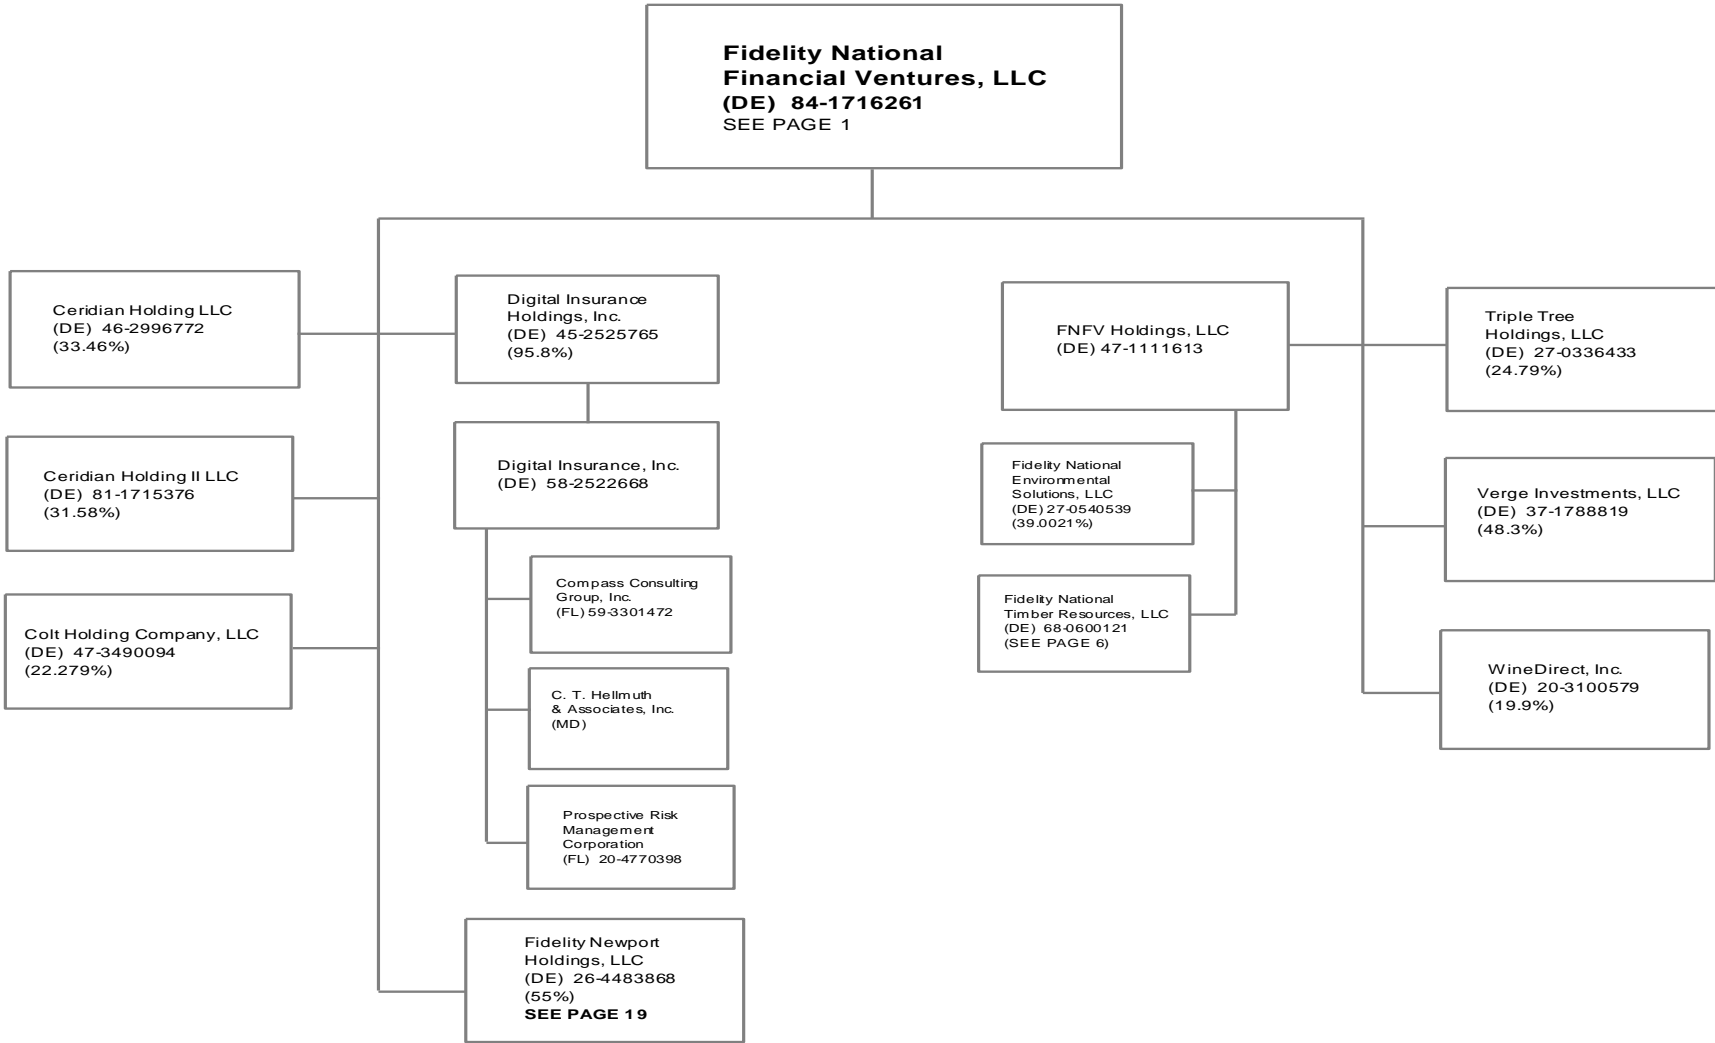 Fidelity National
Financial Ventures, LLC
(DE) 84-1716261
SEE PAGE 1
Ceridian Holding LLC
(DE) 46-2996772
(33.46%)
Digital Insurance
Holdings, Inc.
(DE) 45-2525765
(95.8%)
FNFV Holdings, LLC
(DE) 47-1111613
Triple Tree
Holdings, LLC
(DE) 27-0336433
(24.79%)
Ceridian Holding II LLC
(DE) 81-1715376
(31.58%)
Digital Insurance, Inc.
(DE) 58-2522668
Fidelity National
Environmental
Solutions, LLC
(DE) 27-0540539
(39.0021%)
Verge Investments, LLC
(DE) 37-1788819
(48.3%)
Colt Holding Company, LLC
(DE) 47-3490094
(22.279%)
Compass Consulting
Group, Inc.
(FL) 59-3301472
Fidelity National
Timber Resources, LLC
(DE) 68-0600121
(SEE PAGE 6)
WineDirect, Inc.
(DE) 20-3100579
(19.9%)
C. T. Hellmuth
& Associates, Inc.
(MD)
Prospective Risk
Management
Corporation
(FL) 20-4770398
Fidelity Newport
Holdings, LLC
(DE) 26-4483868
(55%)
SEE PAGE 19